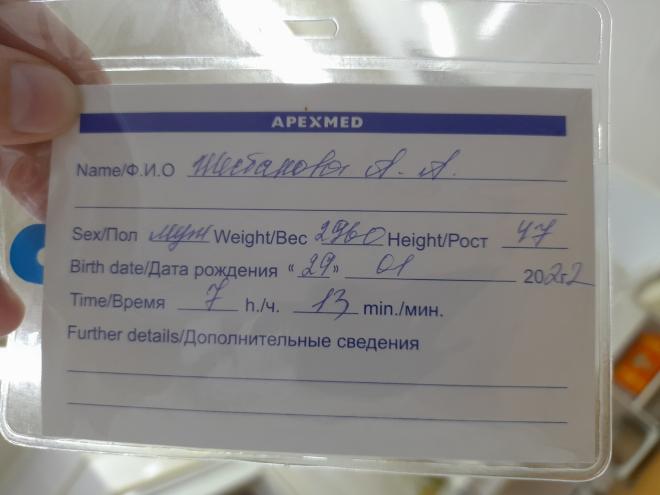 APEXMED
Name/Ф.И.О А. А.
Sex/Пол муж Weight/Вес 2960 Height/Рост 47
Birth date/Дата рождения "29" 01 2022
Time/Время 7 h./ч. 13 min./мин.
Further details/Дополнительные сведения